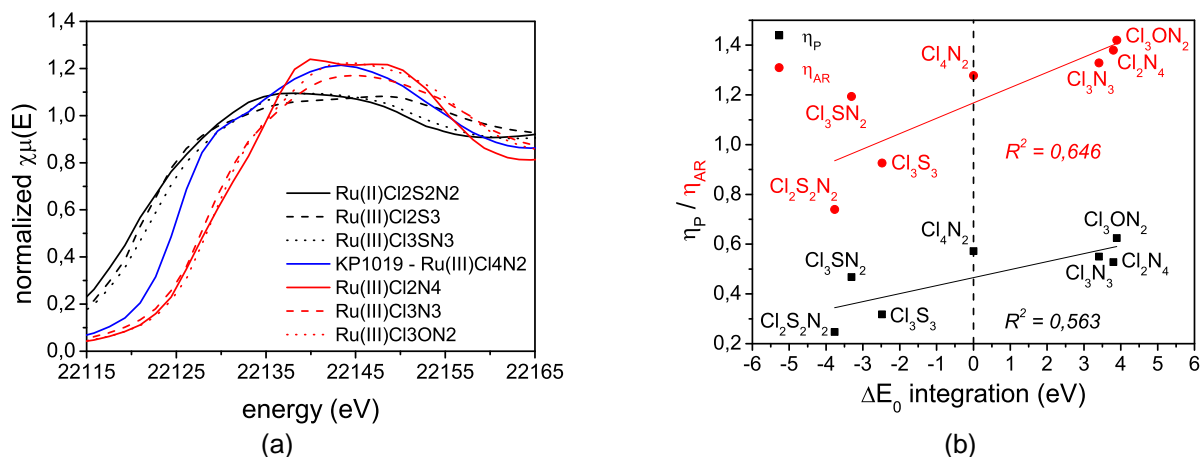 normalized χμ(E)
1,4
1,2
1,0
0,8
0,6
0,4
0,2
0,0
Ru(II)Cl2S2N2
Ru(III)Cl2S3
Ru(III)Cl3SN3
KP1019 - Ru(III)Cl4N2
Ru(III)Cl2N4
Ru(III)Cl3N3
Ru(III)Cl3ON2
22115 22125 22135 22145 22155 22165
energy (eV)
(a)
η_P / η_AR
1,4
1,2
1,0
0,8
0,6
0,4
0,2
η_P
η_AR
Cl₄N₂
Cl₃ON₂
Cl₂N₄
Cl₃N₃
Cl₃SN₂
Cl₃S₃
R² = 0,646
Cl₂S₂N₂
Cl₄N₂
Cl₃ON₂
Cl₃SN₂
Cl₃N₃ Cl₂N₄
Cl₂S₂N₂ Cl₃S₃
R² = 0,563
-6 -5 -4 -3 -2 -1 0 1 2 3 4 5 6
ΔE₀ integration (eV)
(b)